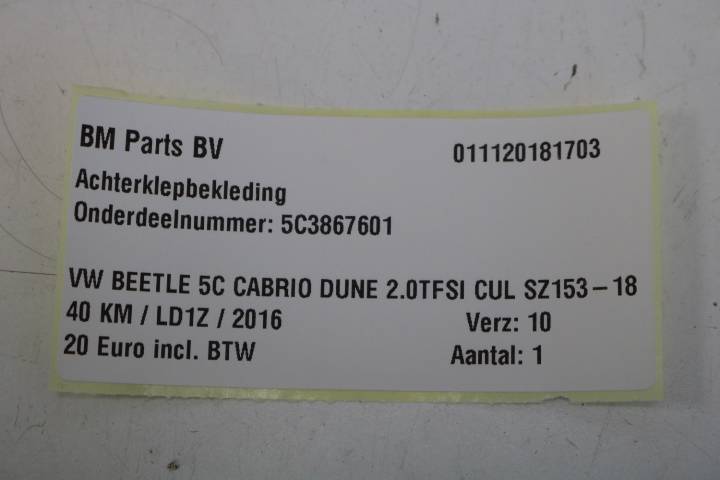 BM Parts BV 011120181703
Achterklepbekleding
Onderdeelnummer: 5C3867601
VW BEETLE 5C CABRIO DUNE 2.0TFSI CUL SZ153-18
40 KM / LD1Z / 2016 Verz: 10
20 Euro incl. BTW Aantal: 1